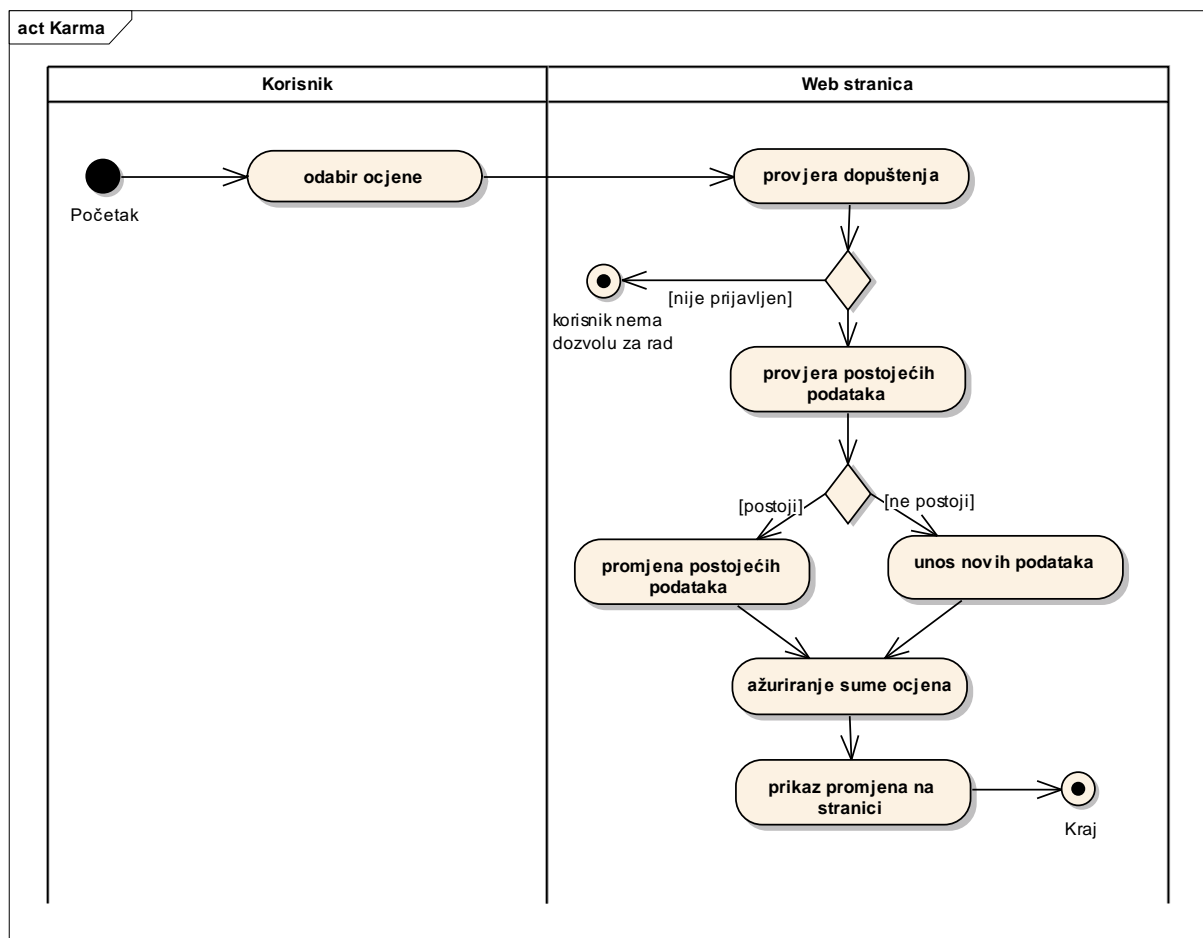 act Karma
Korisnik
Web stranica
odabir ocjene
provjera dopuštenja
Početak
[nije prijavljen]
korisnik nema
dozvolu za rad
provjera postojećih
podataka
[postoji]
[ne postoji]
promjena postojećih
podataka
unos novih podataka
ažuriranje sume ocjena
prikaz promjena na
stranici
Kraj